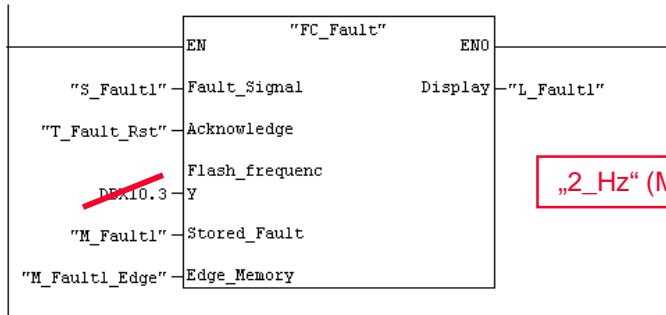 "FC_Fault"
EN ENO
"S_Fault1" Fault_Signal Display "L_Fault1"
"T_Fault_Rst" Acknowledge
Flash_frequenc
DBX10.3 y
„2_Hz“ (M
"M_Fault1" Stored_Fault
"M_Fault1_Edge" Edge_Memory